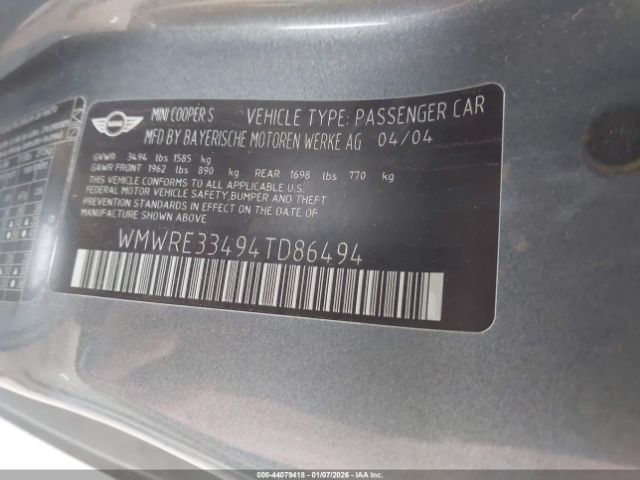 MINI COOPER S VEHICLE TYPE: PASSENGER CAR
MFD BY BAYERISCHE MOTOREN WERKE AG 04/04
GVWR 3494 lbs 1585 kg
GAWR FRONT 1962 lbs 890 kg REAR 1698 lbs 770 kg
THIS VEHICLE CONFORMS TO ALL APPLICABLE U.S.
FEDERAL MOTOR VEHICLE SAFETY,BUMPER AND THEFT
PREVENTION STANDARDS IN EFFECT ON THE DATE OF
MANUFACTURE SHOWN ABOVE
WMWRE33494TD86494
000-44079418 - 01/07/2026 - IAA Inc.